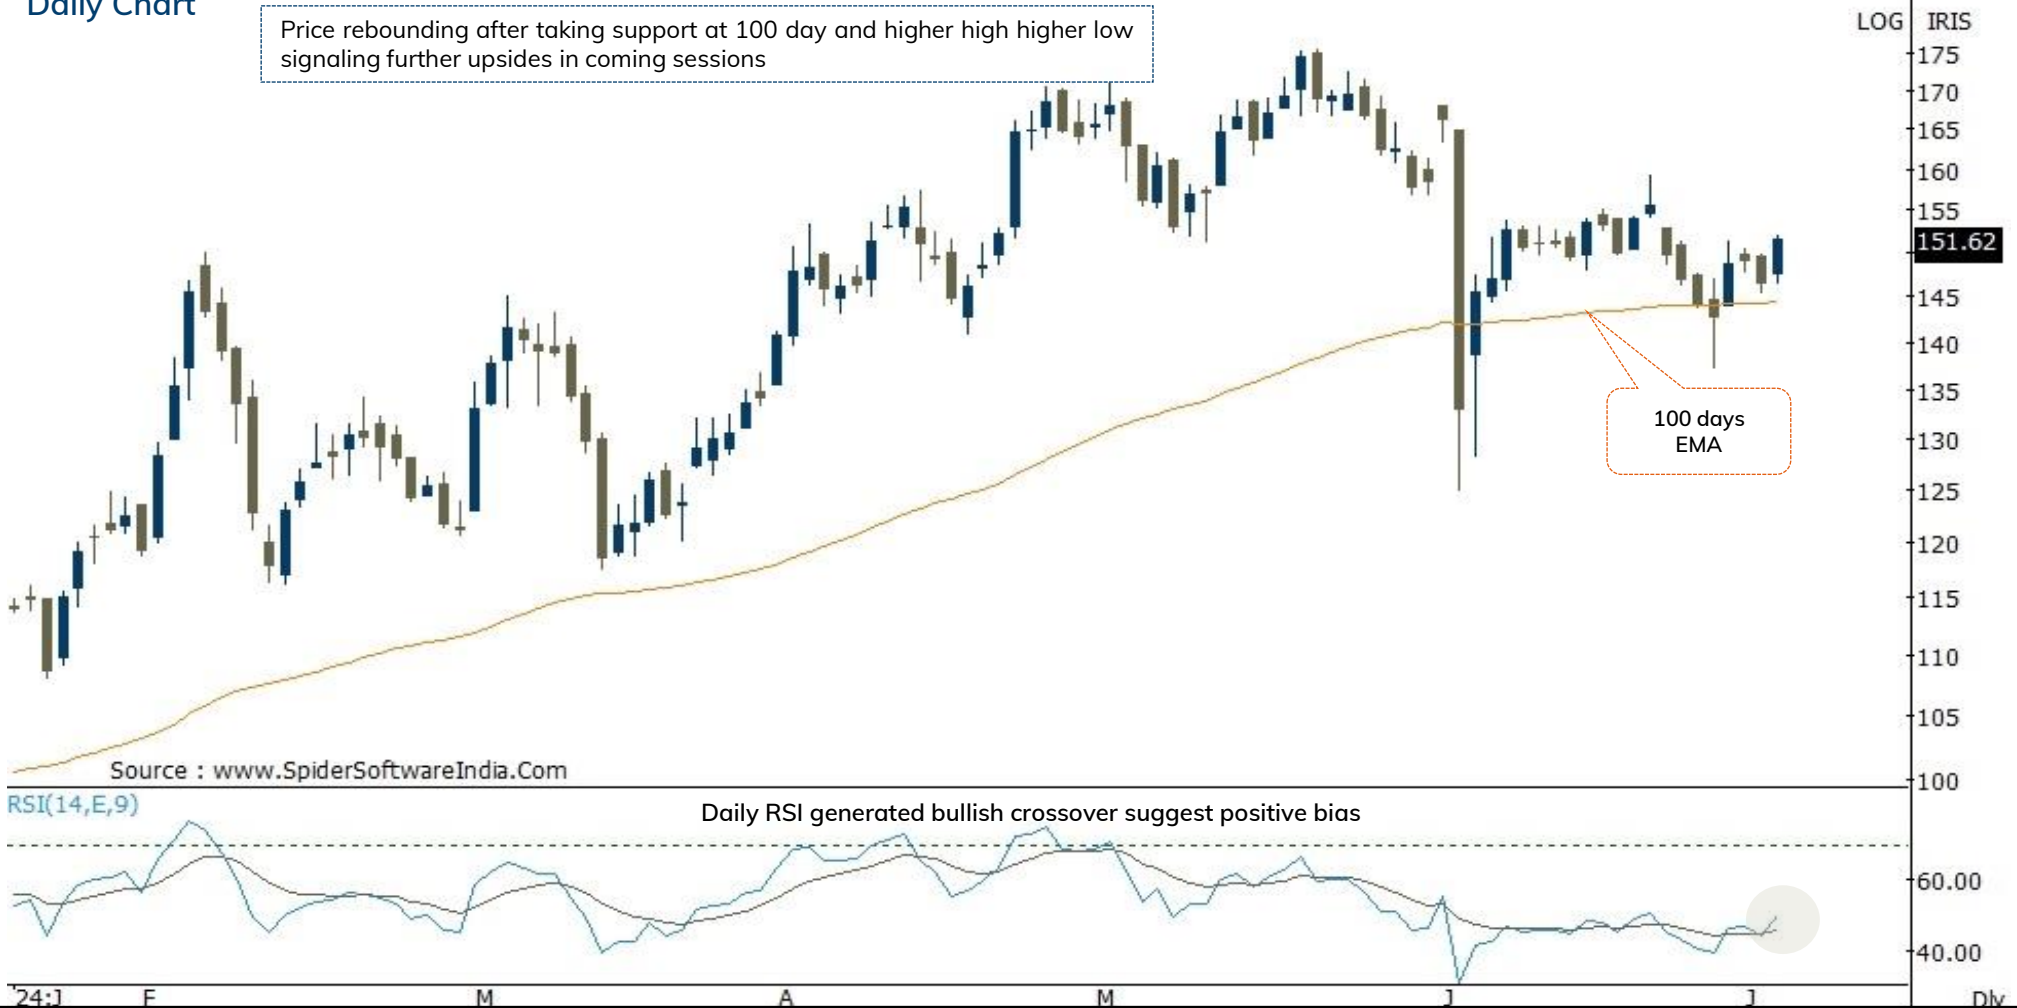 Daily Chart
Price rebounding after taking support at 100 day and higher high higher low
signaling further upsides in coming sessions
LOG IRIS
175
170
165
160
155
151.62
145
140
135
130
125
120
115
110
105
100
100 days
EMA
Source : www.SpiderSoftwareIndia.Com
RSI(14,E,9)
Daily RSI generated bullish crossover suggest positive bias
60.00
40.00
'24:J F M A M J J Dly